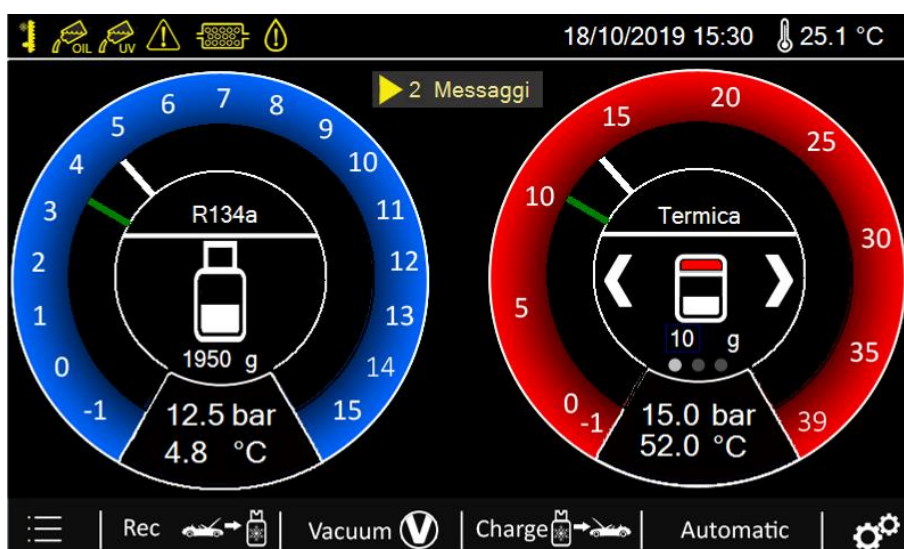 OIL UV 18/10/2019 15:30 25.1 °C
2 Messaggi
-1 0 1 2 3 4 5 6 7 8 9 10 11 12 13 14 15
R134a
1950 g
12.5 bar
4.8 °C
-1 0 5 10 15 20 25 30 35 39
Termica
10 g
15.0 bar
52.0 °C
Rec Vacuum V Charge Automatic